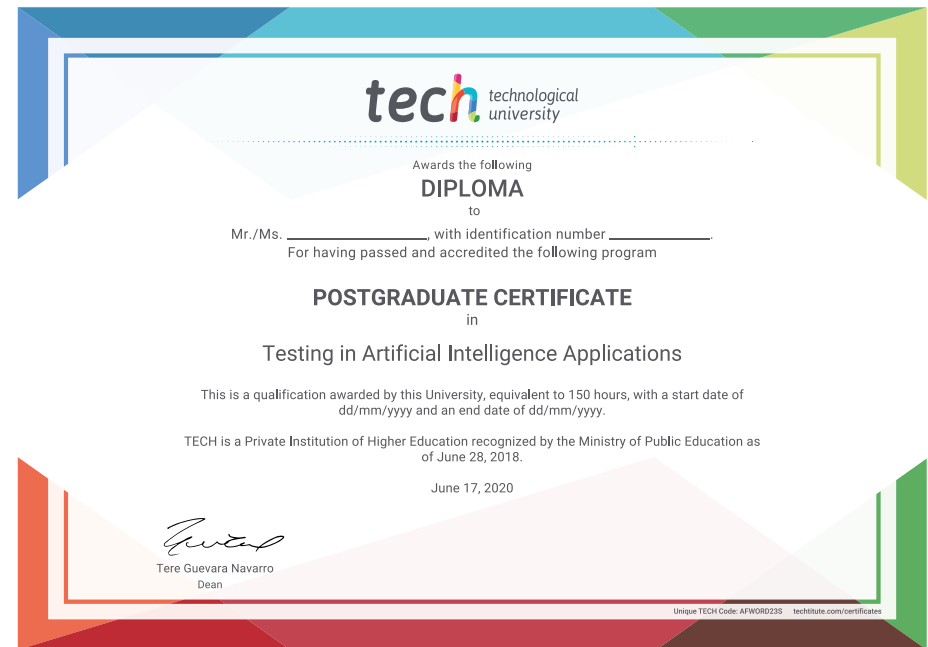 tech technological
university
Awards the following
DIPLOMA
to
Mr./Ms. ____________________, with identification number ______________.
For having passed and accredited the following program
POSTGRADUATE CERTIFICATE
in
Testing in Artificial Intelligence Applications
This is a qualification awarded by this University, equivalent to 150 hours, with a start date of
dd/mm/yyyy and an end date of dd/mm/yyyy.
TECH is a Private Institution of Higher Education recognized by the Ministry of Public Education as
of June 28, 2018.
June 17, 2020
Tere Guevara Navarro
Dean
Unique TECH Code: AFWORD23S techtitute.com/certificates